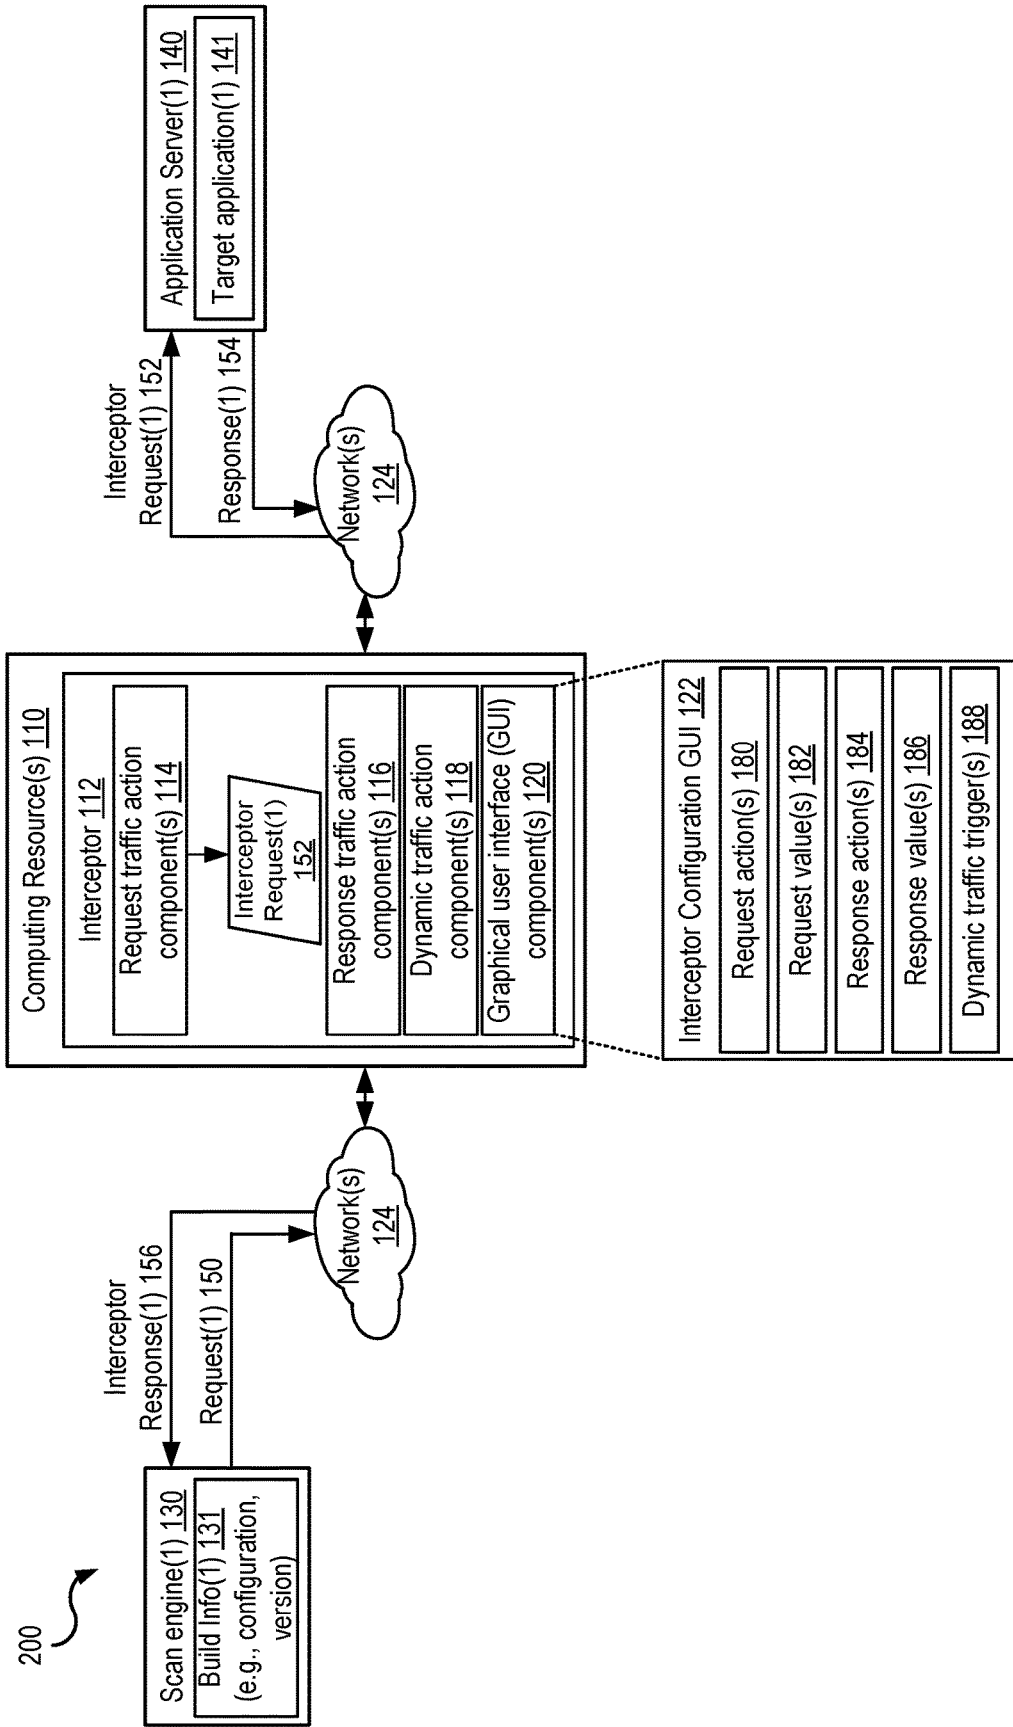 200
Scan engine(1) 130
Build Info(1) 131
(e.g., configuration,
version)
Interceptor
Response(1) 156
Request(1) 150
Network(s)
124
Computing Resource(s) 110
Interceptor 112
Request traffic action
component(s) 114
Interceptor
Request(1)
152
Response traffic action
component(s) 116
Dynamic traffic action
component(s) 118
Graphical user interface (GUI)
component(s) 120
Interceptor Configuration GUI 122
Request action(s) 180
Request value(s) 182
Response action(s) 184
Response value(s) 186
Dynamic traffic trigger(s) 188
Network(s)
124
Interceptor
Request(1) 152
Response(1) 154
Application Server(1) 140
Target application(1) 141